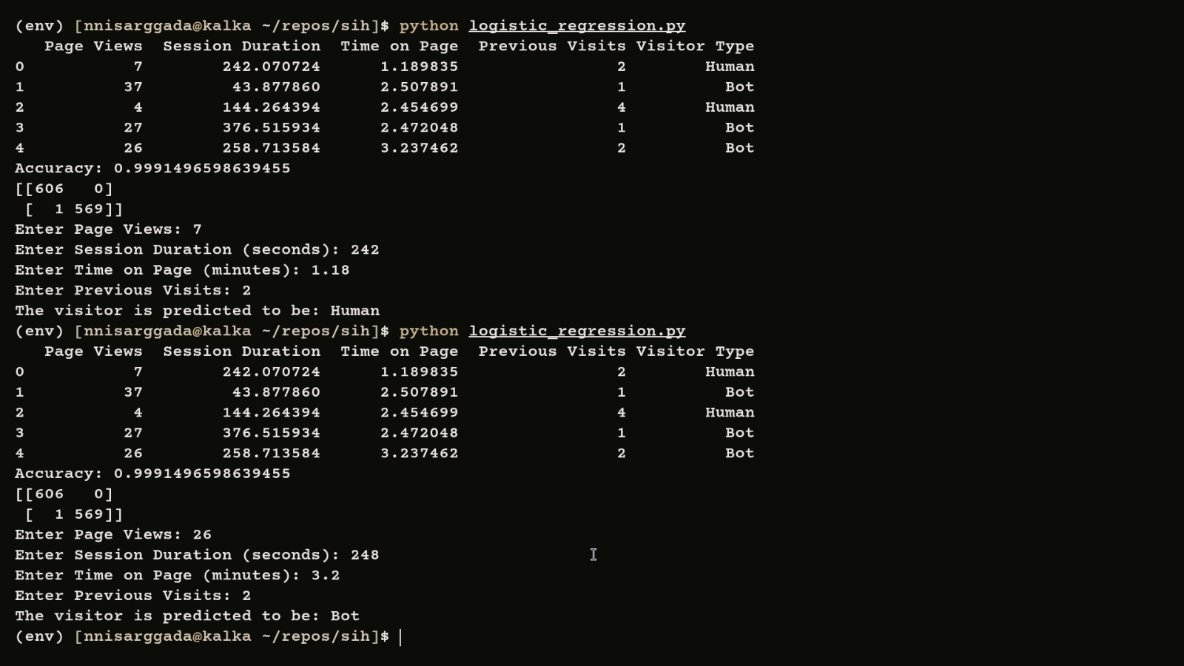 (env) [nnisarggada@kalka ~/repos/sih]$ python logistic_regression.py
   Page Views  Session Duration  Time on Page  Previous Visits Visitor Type
0           7        242.070724      1.189835                2        Human
1          37         43.877860      2.507891                1          Bot
2           4        144.264394      2.454699                4        Human
3          27        376.515934      2.472048                1          Bot
4          26        258.713584      3.237462                2          Bot
Accuracy: 0.9991496598639455
[[606   0]
 [  1 569]]
Enter Page Views: 7
Enter Session Duration (seconds): 242
Enter Time on Page (minutes): 1.18
Enter Previous Visits: 2
The visitor is predicted to be: Human
(env) [nnisarggada@kalka ~/repos/sih]$ python logistic_regression.py
   Page Views  Session Duration  Time on Page  Previous Visits Visitor Type
0           7        242.070724      1.189835                2        Human
1          37         43.877860      2.507891                1          Bot
2           4        144.264394      2.454699                4        Human
3          27        376.515934      2.472048                1          Bot
4          26        258.713584      3.237462                2          Bot
Accuracy: 0.9991496598639455
[[606   0]
 [  1 569]]
Enter Page Views: 26
Enter Session Duration (seconds): 248
Enter Time on Page (minutes): 3.2
Enter Previous Visits: 2
The visitor is predicted to be: Bot
(env) [nnisarggada@kalka ~/repos/sih]$